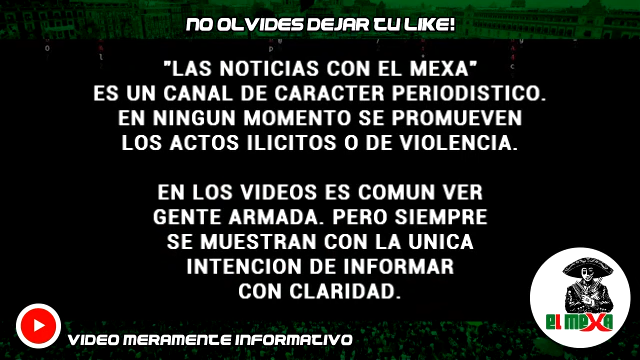 NO OLVIDES DEJAR TU LIKE!
"LAS NOTICIAS CON EL MEXA"
ES UN CANAL DE CARACTER PERIODISTICO.
EN NINGUN MOMENTO SE PROMUEVEN
LOS ACTOS ILICITOS O DE VIOLENCIA.
EN LOS VIDEOS ES COMUN VER
GENTE ARMADA. PERO SIEMPRE
SE MUESTRAN CON LA UNICA
INTENCION DE INFORMAR
CON CLARIDAD.
EL MEXA
VIDEO MERAMENTE INFORMATIVO